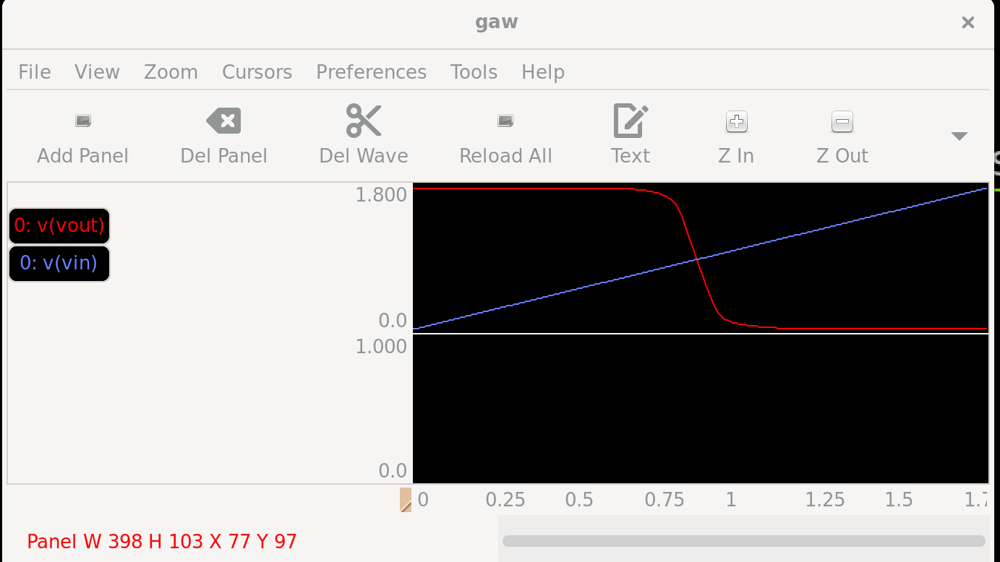 gaw
File View Zoom Cursors Preferences Tools Help
Add Panel Del Panel Del Wave Reload All Text Z In Z Out
1.800
0: v(vout)
0: v(vin)
0.0
1.000
0.0
0 0.25 0.5 0.75 1 1.25 1.5
Panel W 398 H 103 X 77 Y 97